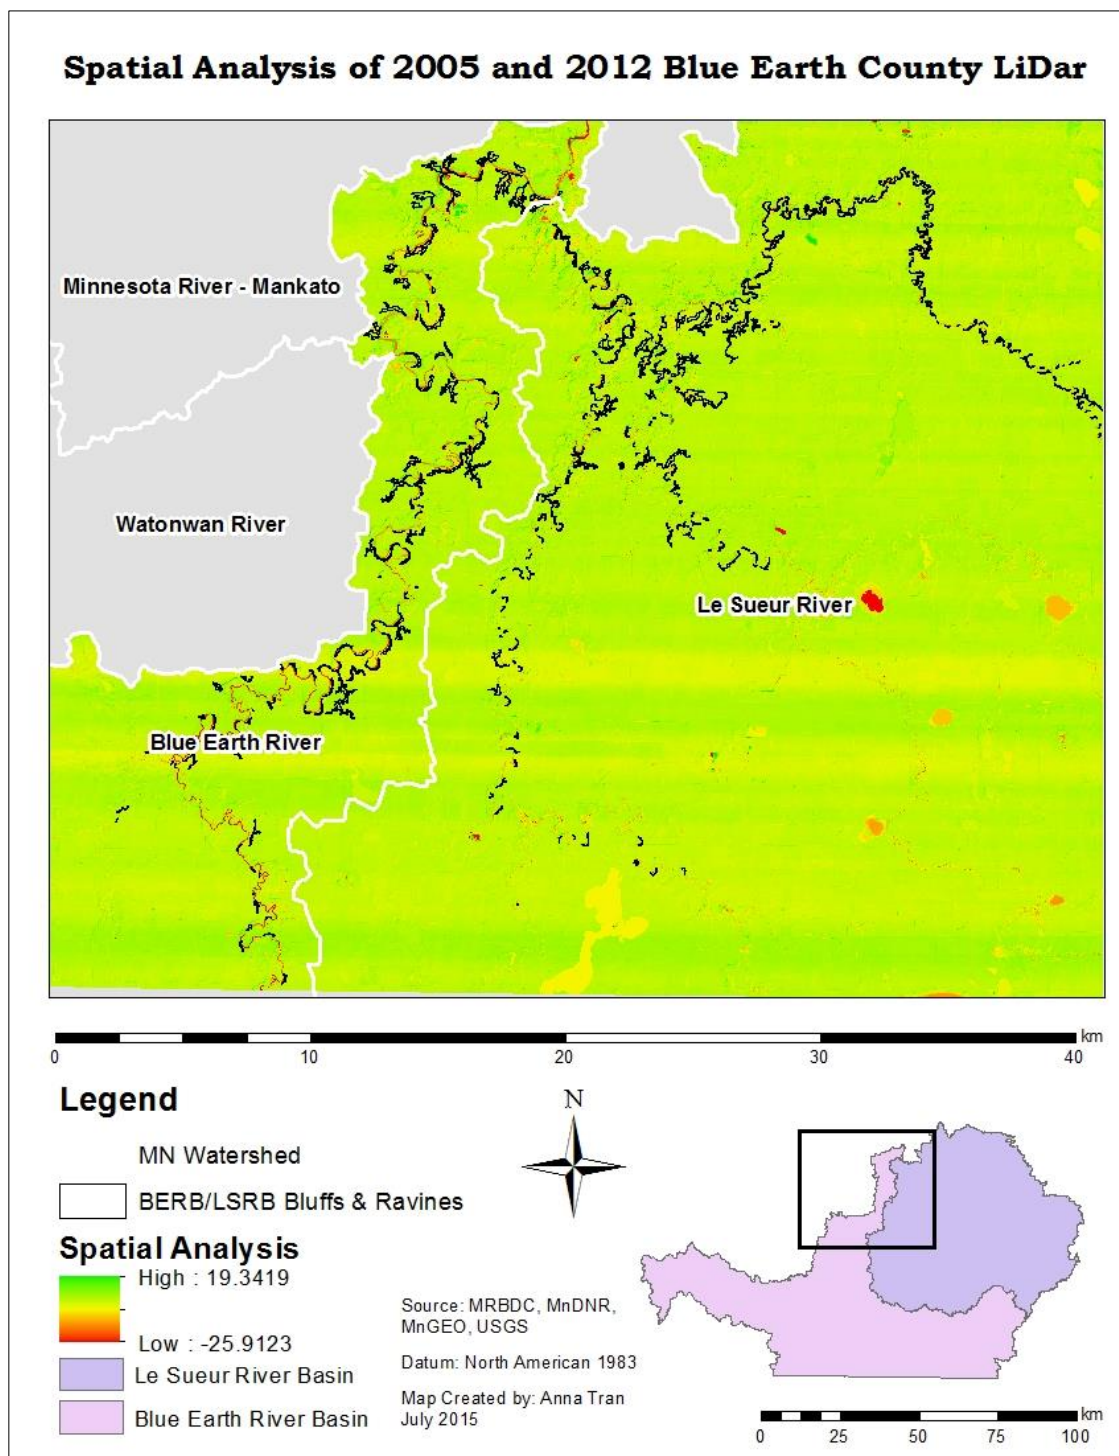 Spatial Analysis of 2005 and 2012 Blue Earth County LiDar
Minnesota River - Mankato
Watonwan River
Le Sueur River
Blue Earth River
km
0 10 20 30 40
Legend
MN Watershed
BERB/LSRB Bluffs & Ravines
Spatial Analysis
High : 19.3419
Low : -25.9123
Le Sueur River Basin
Blue Earth River Basin
N
Source: MRBDC, MnDNR,
MnGEO, USGS
Datum: North American 1983
Map Created by: Anna Tran
July 2015
km
0 25 50 75 100